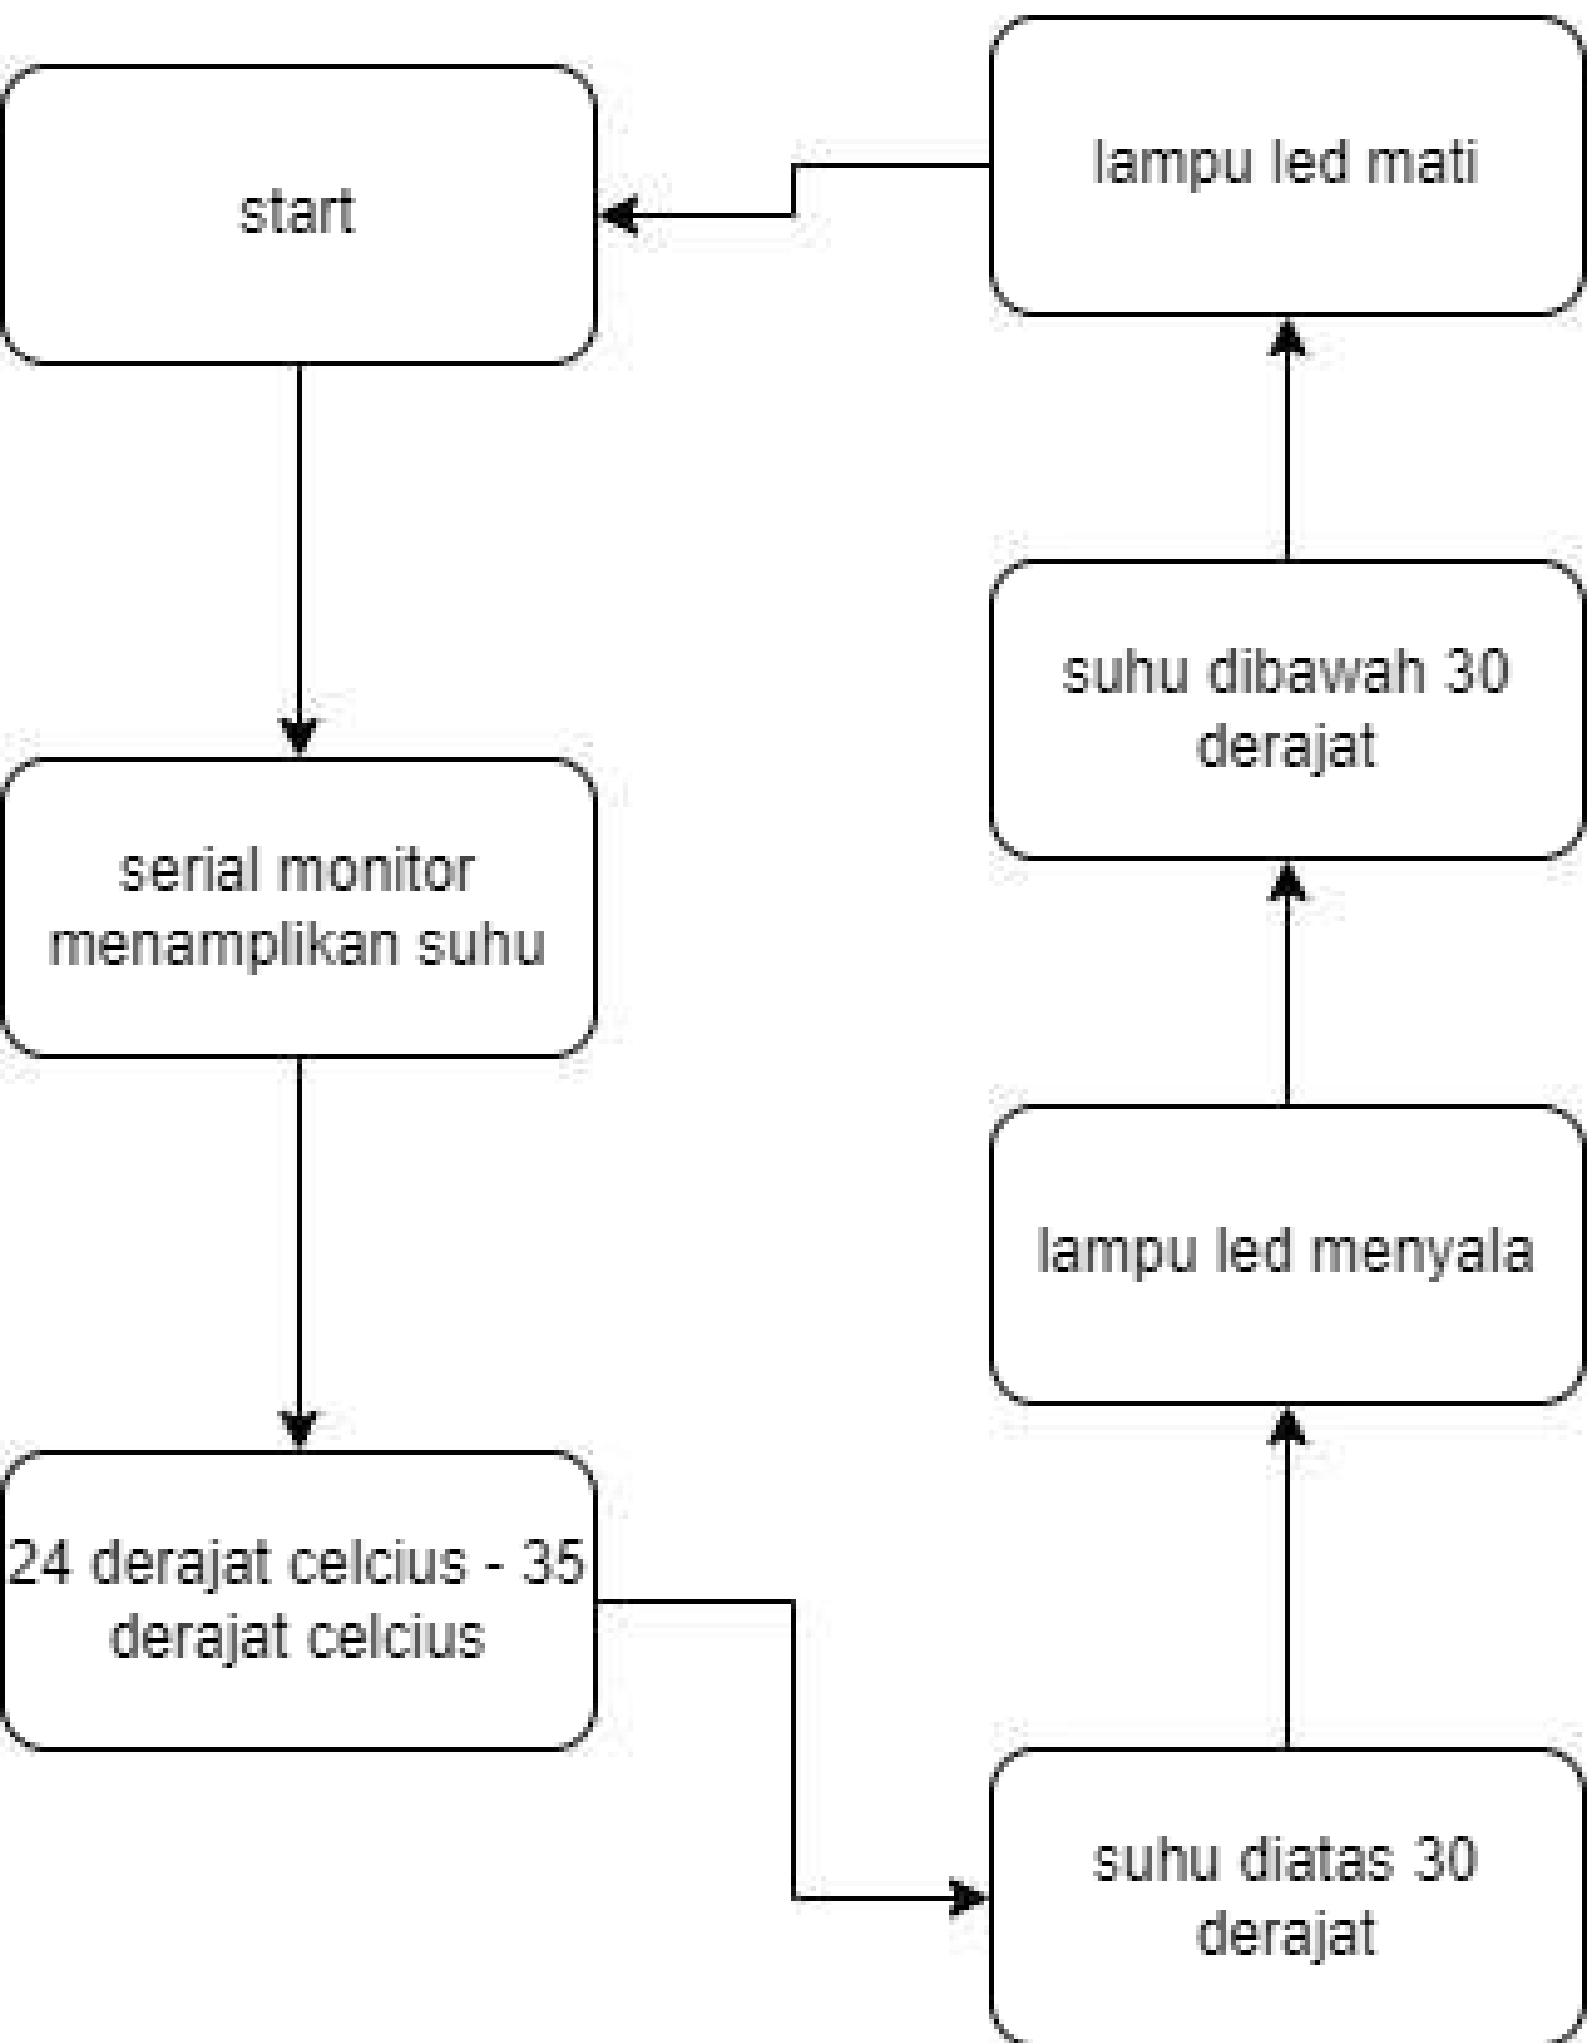 start
serial monitor
menamplikan suhu
24 derajat celcius - 35
derajat celcius
suhu diatas 30
derajat
lampu led menyala
suhu dibawah 30
derajat
lampu led mati